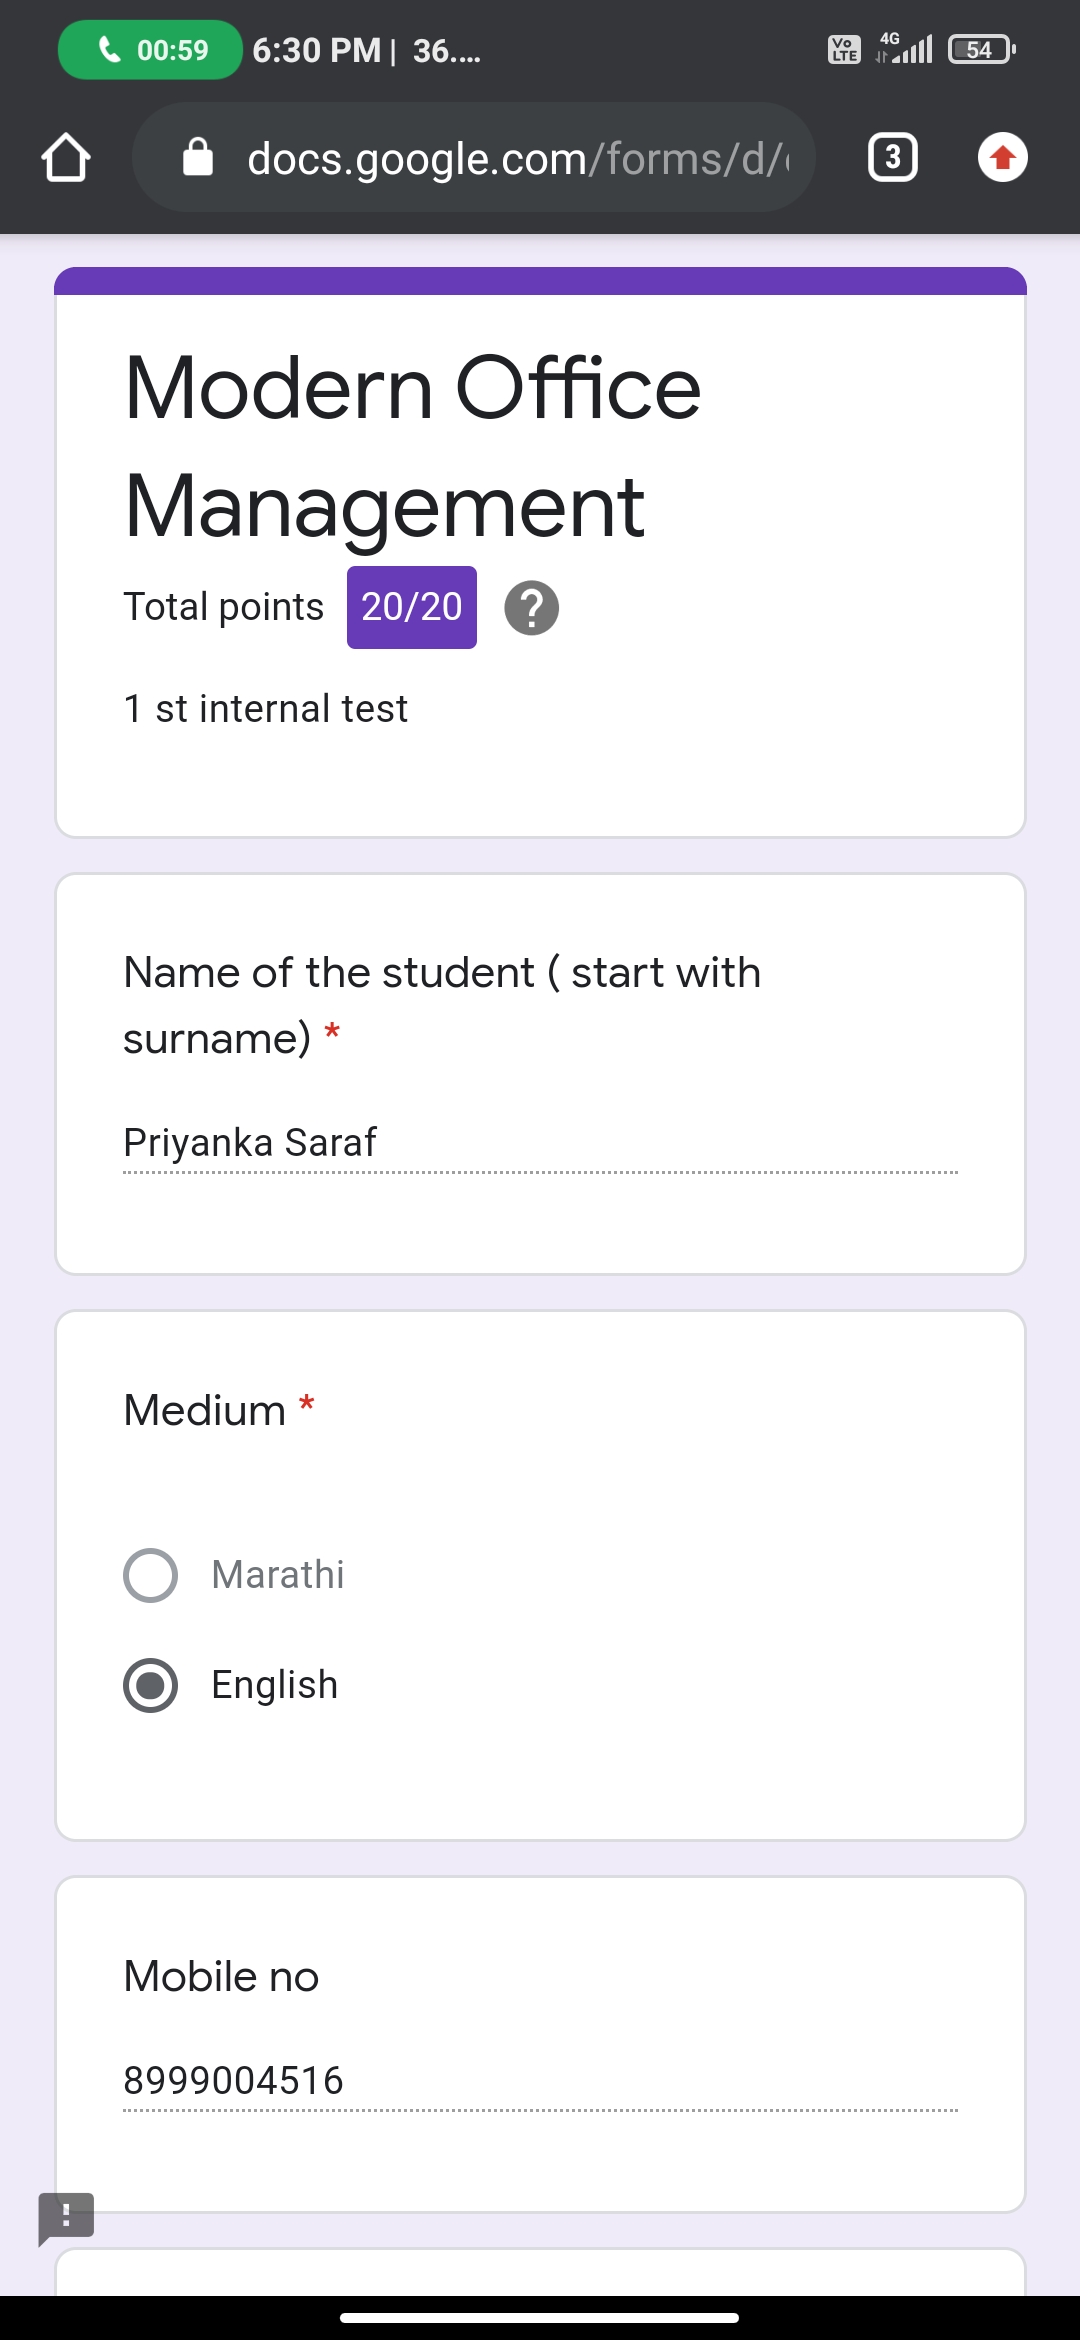 00:59 6:30 PM | 36.... Vo LTE 4G 54
docs.google.com/forms/d/ 3
Modern Office
Management
Total points 20/20 ?
1 st internal test
Name of the student ( start with
surname) *
Priyanka Saraf
Medium *
Marathi
English
Mobile no
8999004516